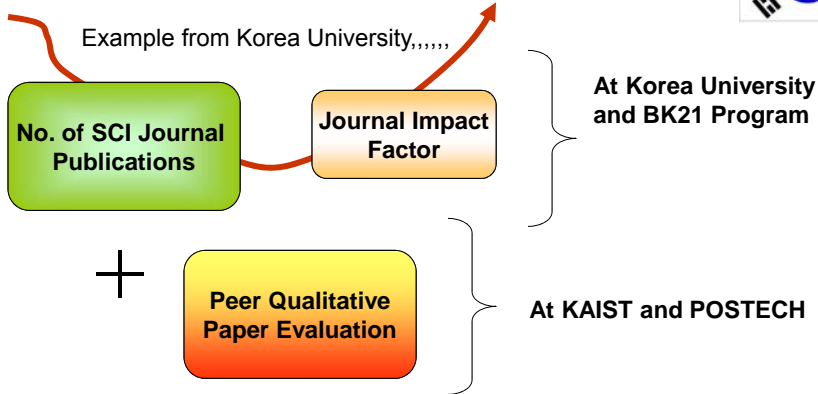 Example from Korea University,,,,,,
No. of SCI Journal
Publications
Journal Impact
Factor
At Korea University
and BK21 Program
+
Peer Qualitative
Paper Evaluation
At KAIST and POSTECH